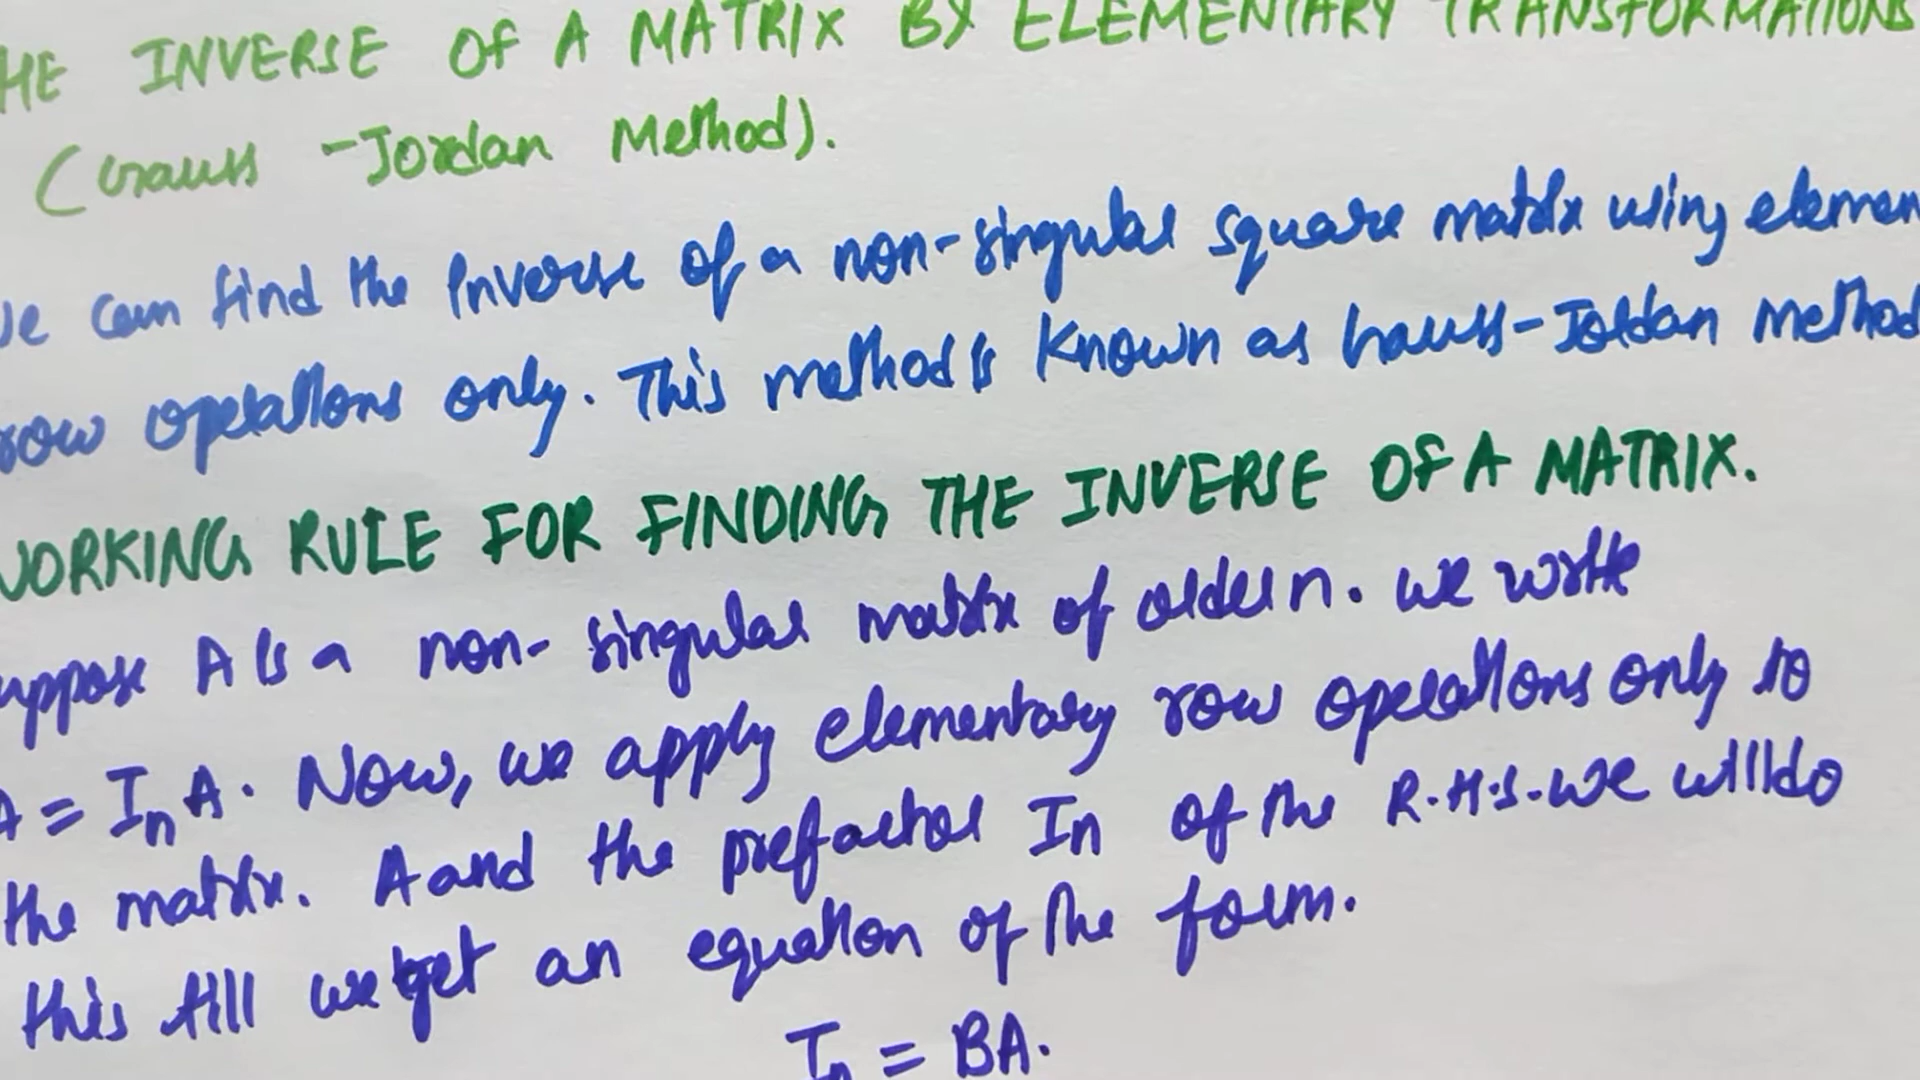 HE INVERSE OF A MATRIX BY ELEMENTARY TRANSFORMATIONS
(Gauss-Jordan Method).
we can find the Inverse of a non-singular square matrix using elemen
row operations only. This method is known as Gauss-Jordan method
WORKING RULE FOR FINDING THE INVERSE OF A MATRIX.
uppose A is a non-singular matrix of order n. we write
A = InA. Now, we apply elementary row operations only to
the matrix. A and the prefactor In of the R.H.S. we will do
this till we get an equation of the form.
In = BA.